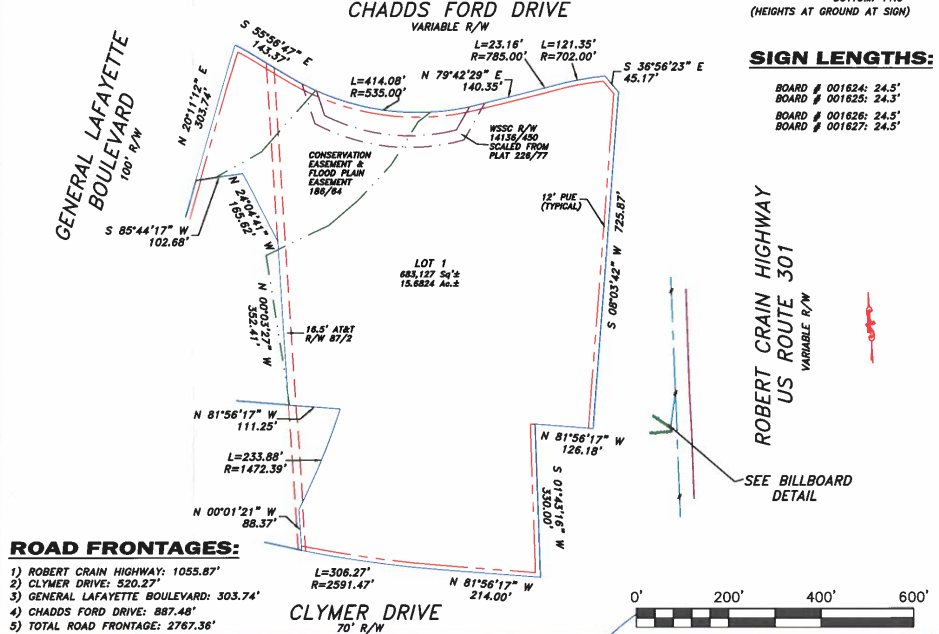 CHADDS FORD DRIVE
VARIABLE R/W
(HEIGHTS AT GROUND AT SIGN)
SIGN LENGTHS:
BOARD # 001624: 24.5'
BOARD # 001625: 24.3'
BOARD # 001626: 24.5'
BOARD # 001627: 24.5'
GENERAL LAFAYETTE
BOULEVARD
100' R/W
N 20°11'12" E
303.74'
S 55°56'47" E
143.37'
L=414.08'
R=535.00'
N 79°42'29" E
140.35'
L=23.16'
R=785.00'
L=121.35'
R=702.00'
S 36°56'23" E
45.17'
WSSC R/W
14136/450
SCALED FROM
PLAT 226/77
CONSERVATION
EASEMENT &
FLOOD PLAIN
EASEMENT
186/64
12' PUE
(TYPICAL)
S 08°03'42" W 725.87'
S 85°44'17" W
102.68'
N 24°04'41" W
165.62'
LOT 1
683,127 Sq'±
15.6824 Ac.±
N 00°03'27" W
352.41'
16.5' AT&T
R/W 87/2
ROBERT CRAIN HIGHWAY
US ROUTE 301
VARIABLE R/W
N 81°56'17" W
111.25'
L=233.88'
R=1472.39'
N 00°01'21" W
88.37'
N 81°56'17" W
126.18'
S 01°43'16" W
330.00'
SEE BILLBOARD
DETAIL
L=306.27'
R=2591.47'
N 81°56'17" W
214.00'
CLYMER DRIVE
70' R/W
ROAD FRONTAGES:
1) ROBERT CRAIN HIGHWAY: 1055.87'
2) CLYMER DRIVE: 520.27'
3) GENERAL LAFAYETTE BOULEVARD: 303.74'
4) CHADDS FORD DRIVE: 887.48'
5) TOTAL ROAD FRONTAGE: 2767.36'
0' 200' 400' 600'